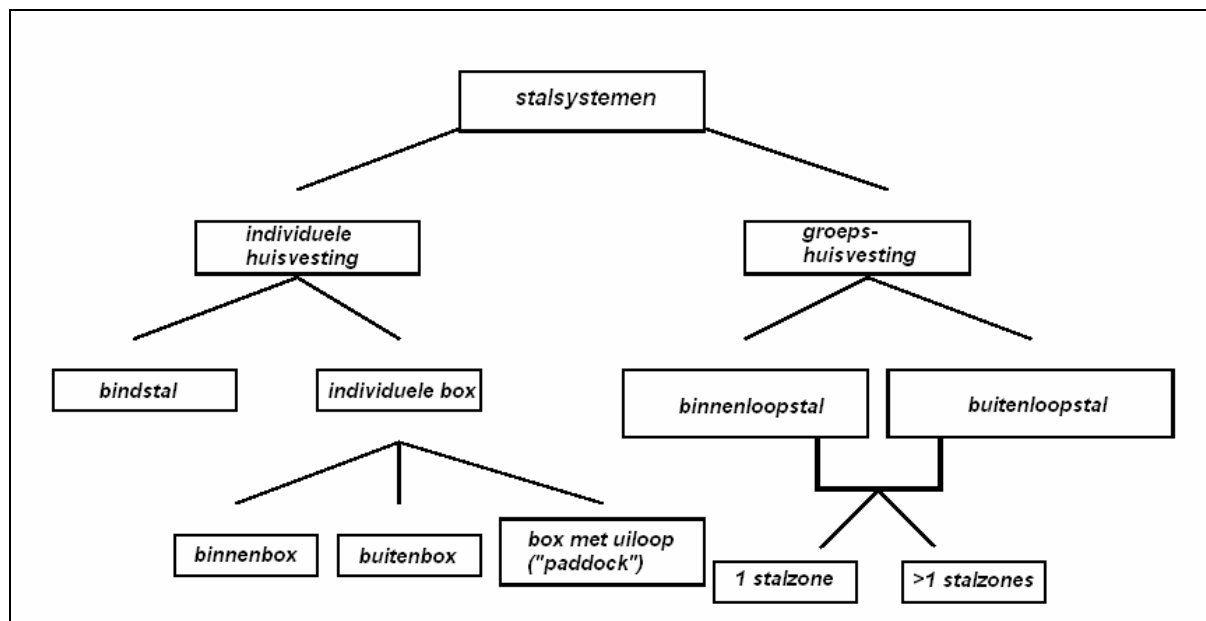 stalsystemen
individuele
huisvesting
groeps-
huisvesting
bindstal
individuele box
binnenloopstal
buitenloopstal
binnenbox
buitenbox
box met uiloop
("paddock")
1 stalzone
>1 stalzones